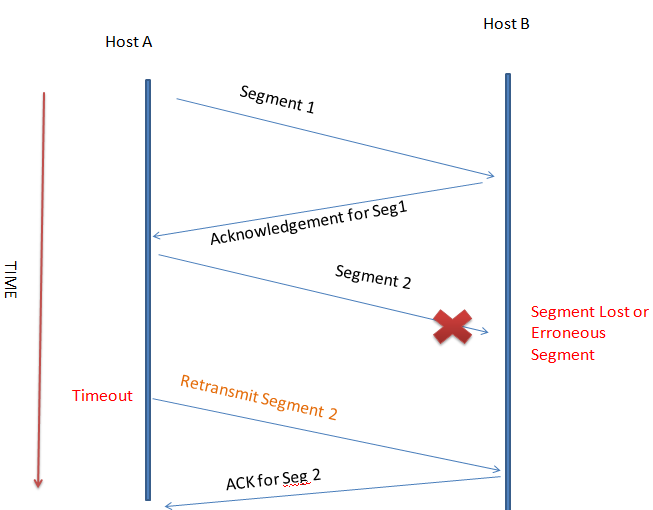 Host A
Host B
Segment 1
Acknowledgement for Seg1
TIME
Segment 2
Segment Lost or
Erroneous
Segment
Timeout
Retransmit Segment 2
ACK for Seg 2